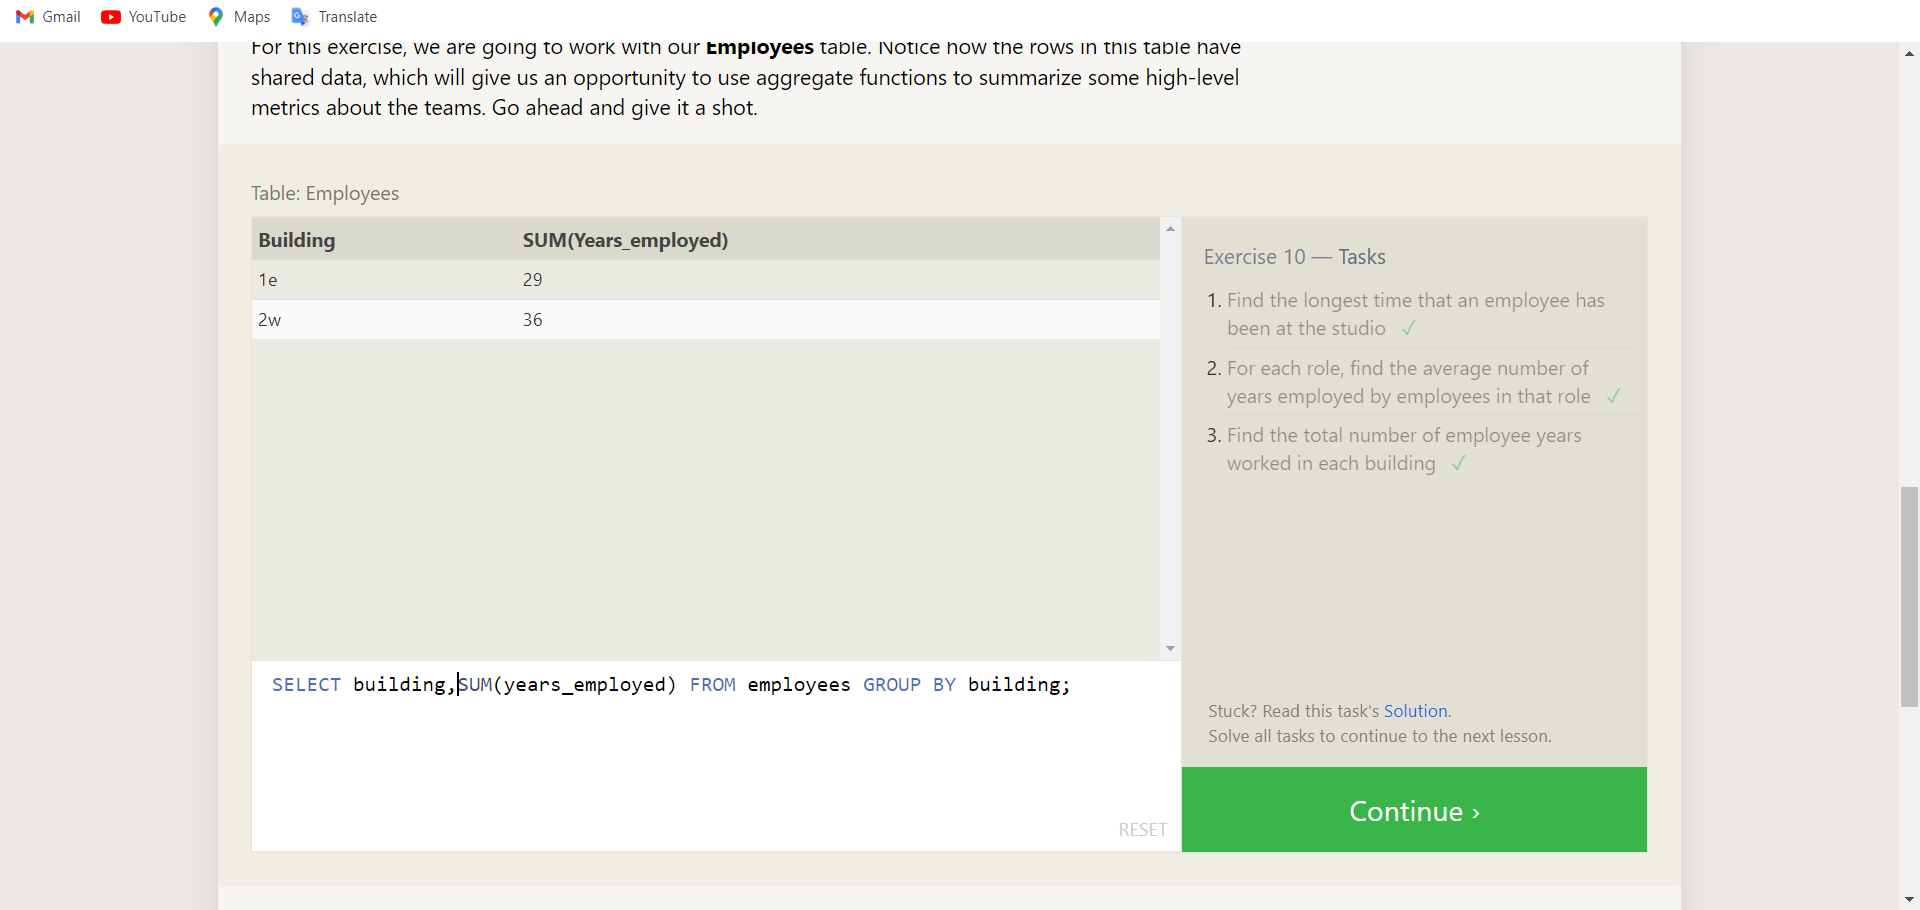 Gmail YouTube Maps Translate
For this exercise, we are going to work with our Employees table. Notice how the rows in this table have
shared data, which will give us an opportunity to use aggregate functions to summarize some high-level
metrics about the teams. Go ahead and give it a shot.
Table: Employees
Building SUM(Years_employed)
1e 29
2w 36
SELECT building,SUM(years_employed) FROM employees GROUP BY building;
RESET
Exercise 10 — Tasks
1. Find the longest time that an employee has
been at the studio ✓
2. For each role, find the average number of
years employed by employees in that role ✓
3. Find the total number of employee years
worked in each building ✓
Stuck? Read this task's Solution.
Solve all tasks to continue to the next lesson.
Continue ›